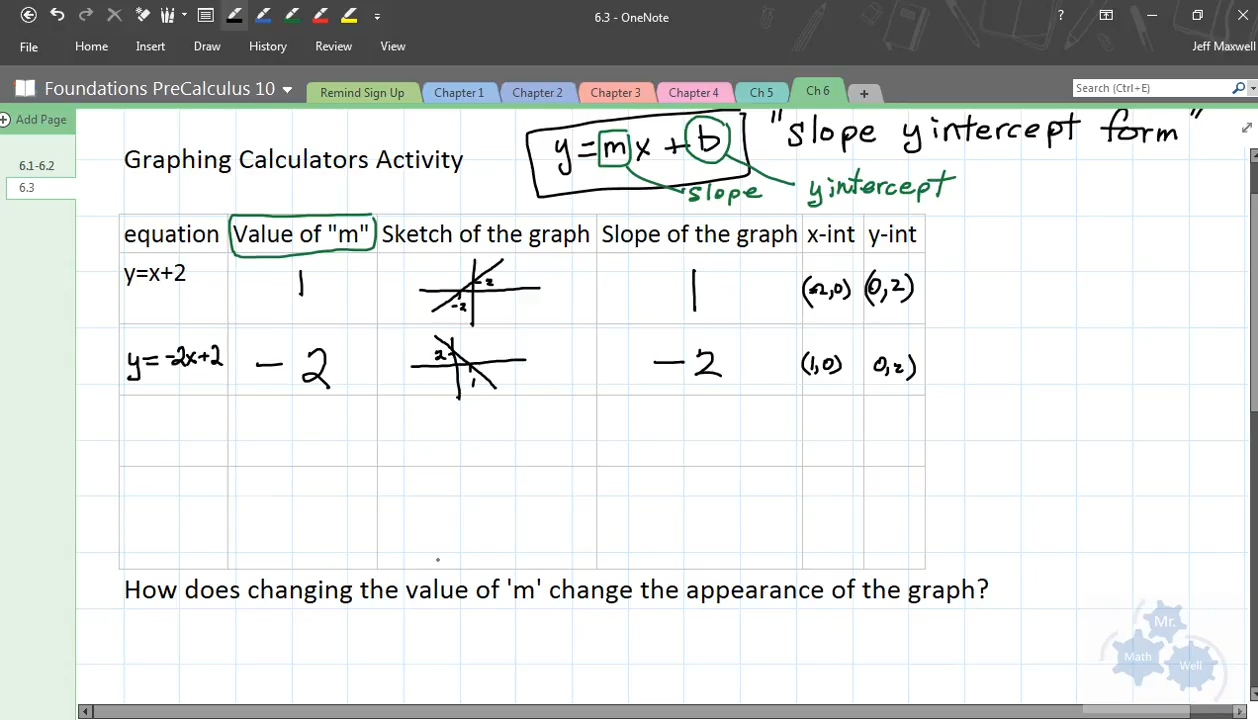 6.3 - OneNote
?
File Home Insert Draw History Review View
Jeff Maxwell
Foundations PreCalculus 10
Remind Sign Up Chapter 1 Chapter 2 Chapter 3 Chapter 4 Ch 5 Ch 6 +
Search (Ctrl+E)
Add Page
6.1-6.2
6.3
y=mx+b "slope y intercept form"
slope y intercept
Graphing Calculators Activity
equation Value of "m" Sketch of the graph Slope of the graph x-int y-int
y=x+2 1 2 -2 1 (-2,0) (0,2)
y=-2x+2 -2 2 1 -2 (1,0) 0,2)
How does changing the value of 'm' change the appearance of the graph?
Mr.
Math
Well